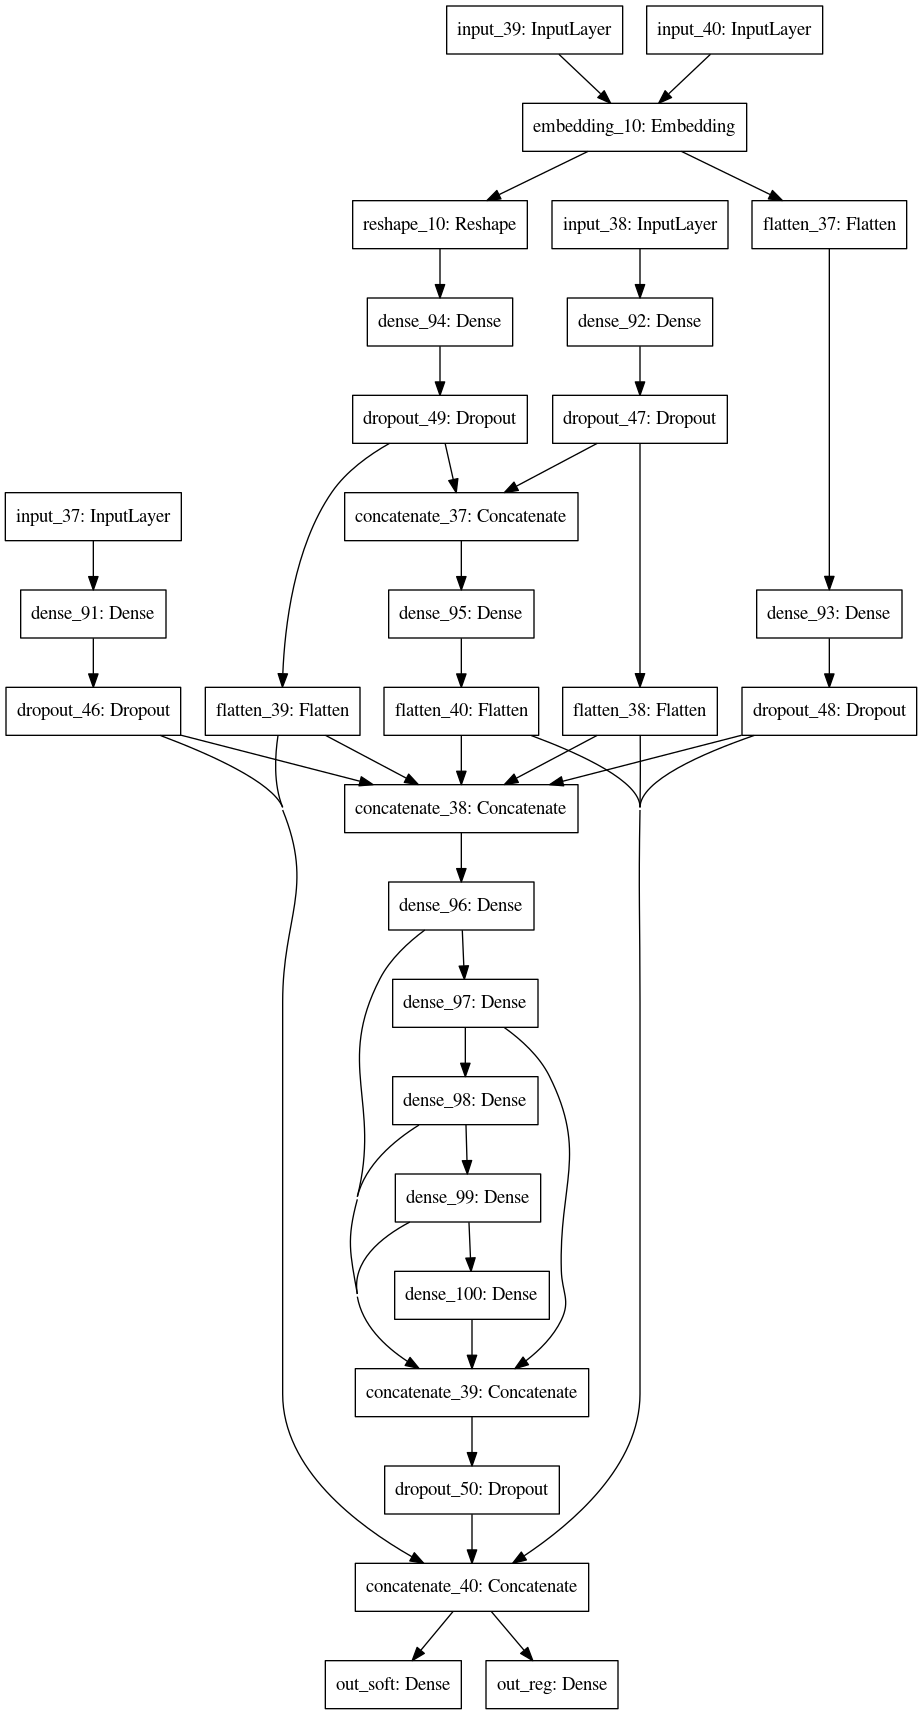 input_39: InputLayer
input_40: InputLayer
embedding_10: Embedding
reshape_10: Reshape
input_38: InputLayer
flatten_37: Flatten
dense_94: Dense
dense_92: Dense
dropout_49: Dropout
dropout_47: Dropout
input_37: InputLayer
concatenate_37: Concatenate
dense_91: Dense
dense_95: Dense
dense_93: Dense
dropout_46: Dropout
flatten_39: Flatten
flatten_40: Flatten
flatten_38: Flatten
dropout_48: Dropout
concatenate_38: Concatenate
dense_96: Dense
dense_97: Dense
dense_98: Dense
dense_99: Dense
dense_100: Dense
concatenate_39: Concatenate
dropout_50: Dropout
concatenate_40: Concatenate
out_soft: Dense
out_reg: Dense